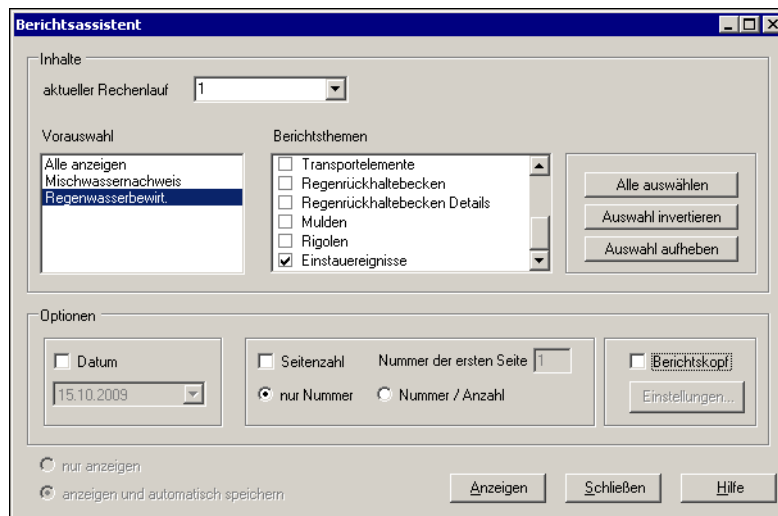 Berichtsassistent
Inhalte
aktueller Rechenlauf 1
Vorauswahl Berichtsthemen
Alle anzeigen
Mischwassernachweis
Regenwasserbewirt.
Transportelemente
Regenrückhaltebecken
Regenrückhaltebecken Details
Mulden
Rigolen
Einstauereignisse
Alle auswählen
Auswahl invertieren
Auswahl aufheben
Optionen
Datum
15.10.2009
Seitenzahl Nummer der ersten Seite 1
nur Nummer Nummer / Anzahl
Berichtskopf
Einstellungen...
nur anzeigen
anzeigen und automatisch speichern
Anzeigen Schließen Hilfe